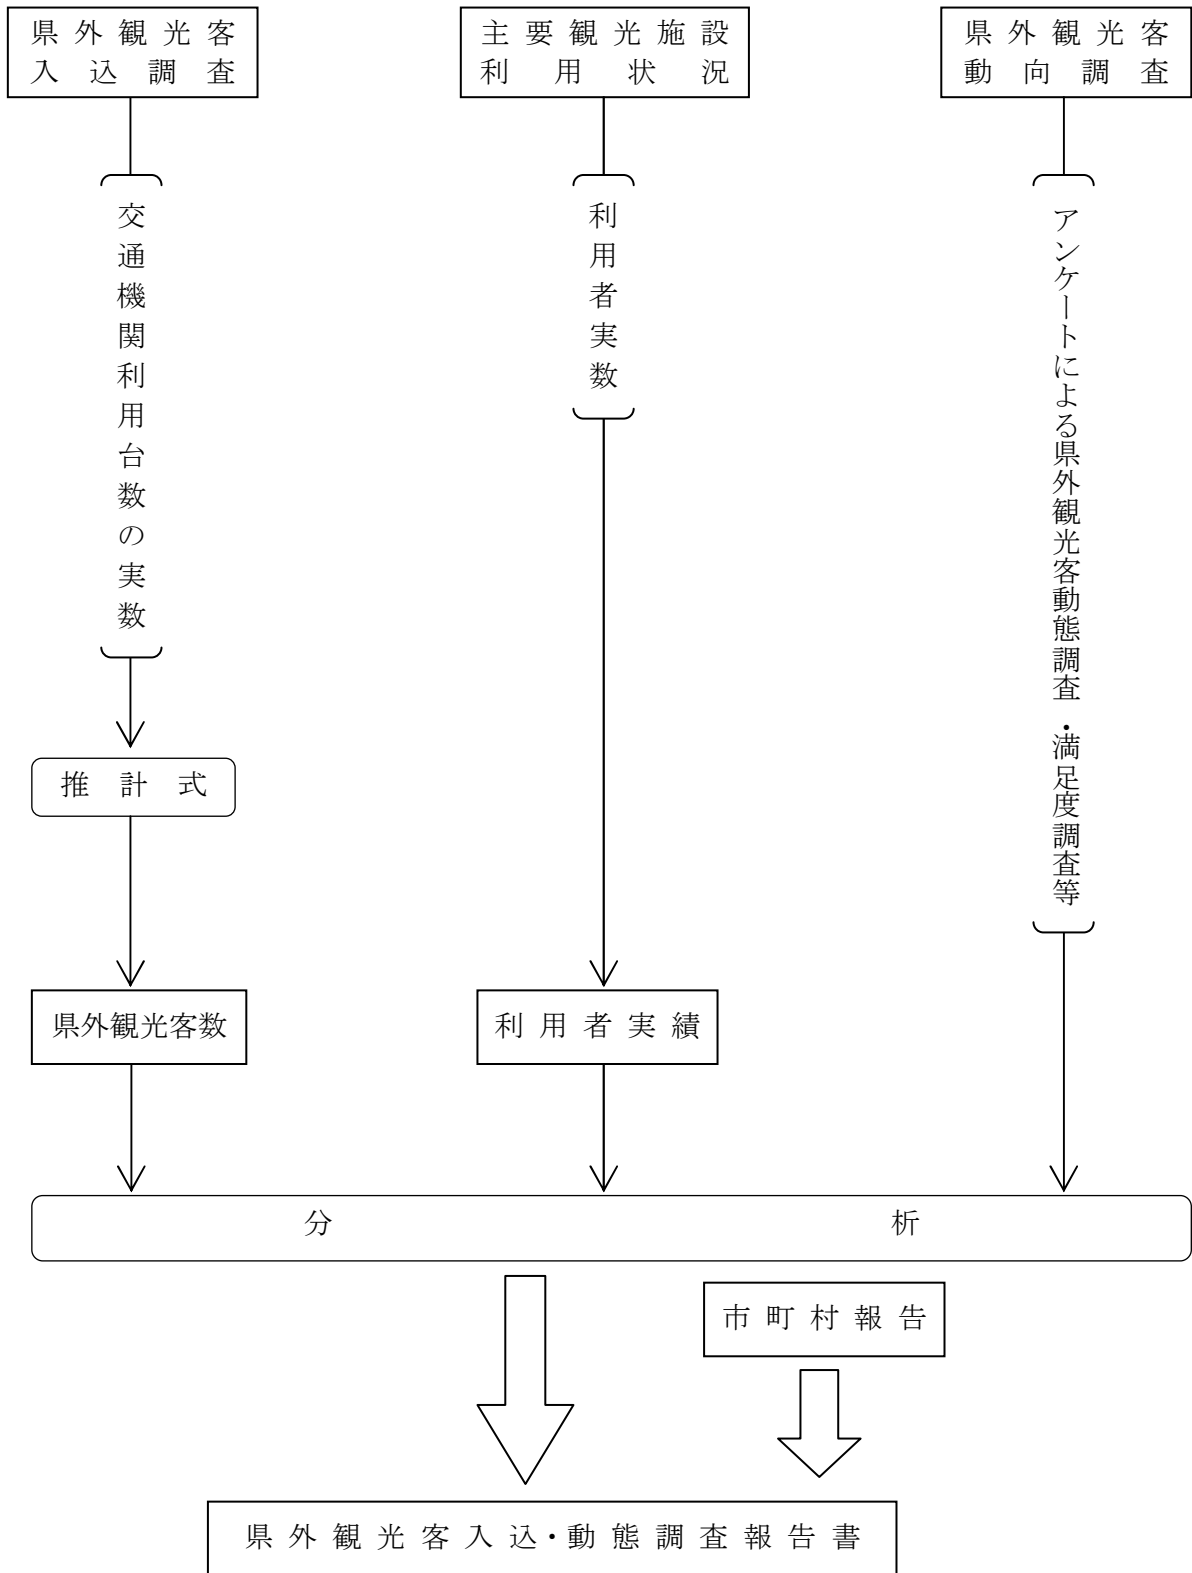 県外観光客
入込調査
主要観光施設
利用状況
県外観光客
動向調査
交通機関利用台数の実数
利用者実数
アンケートによる県外観光客動態調査・満足度調査等
推計式
県外観光客数
利用者実績
分析
市町村報告
県外観光客入込・動態調査報告書